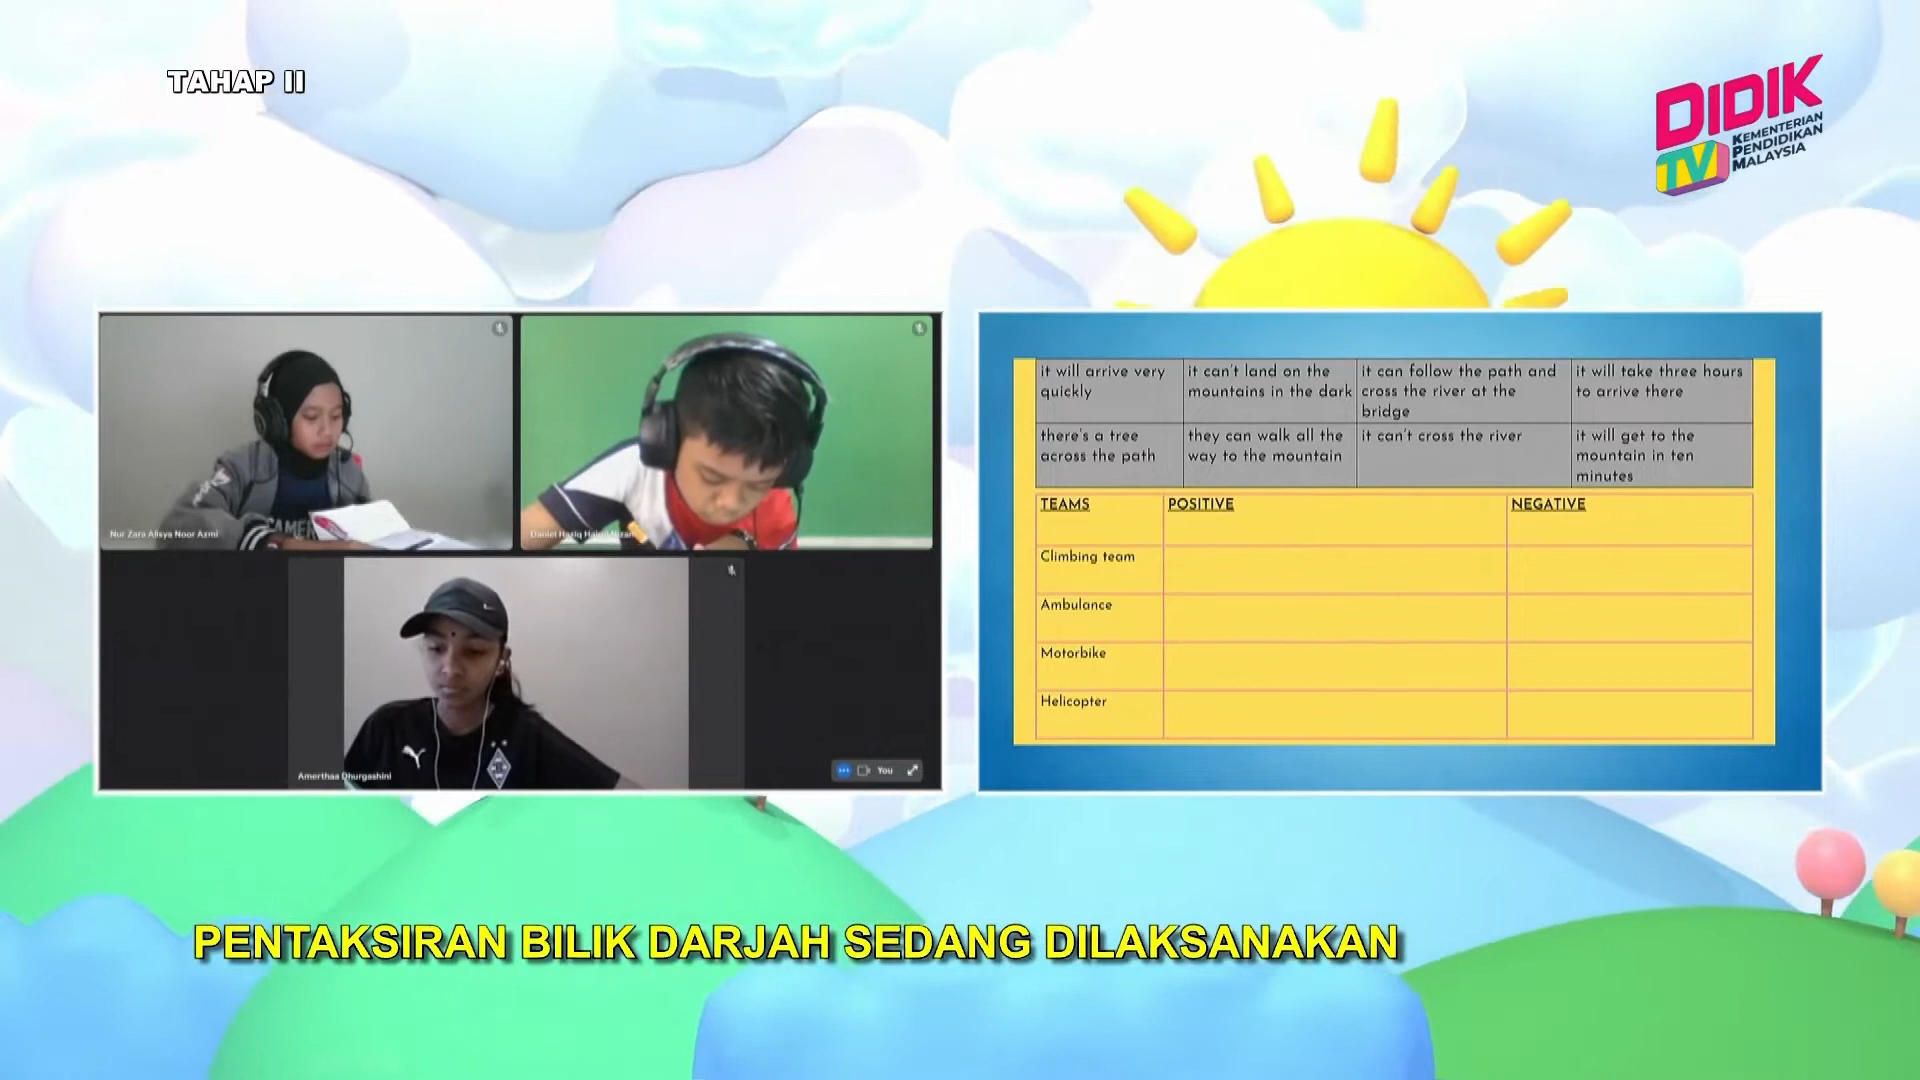 TAHAP II
DIDIK
TV
KEMENTERIAN
PENDIDIKAN
MALAYSIA
Nur Zara Alisya Noor Azmi
Daniel Haziq
Amerthaa Dhurgashini
You
it will arrive very
quickly
it can't land on the
mountains in the dark
it can follow the path and
cross the river at the
bridge
it will take three hours
to arrive there
there's a tree
across the path
they can walk all the
way to the mountain
it can't cross the river
it will get to the
mountain in ten
minutes
TEAMS
POSITIVE
NEGATIVE
Climbing team
Ambulance
Motorbike
Helicopter
PENTAKSIRAN BILIK DARJAH SEDANG DILAKSANAKAN